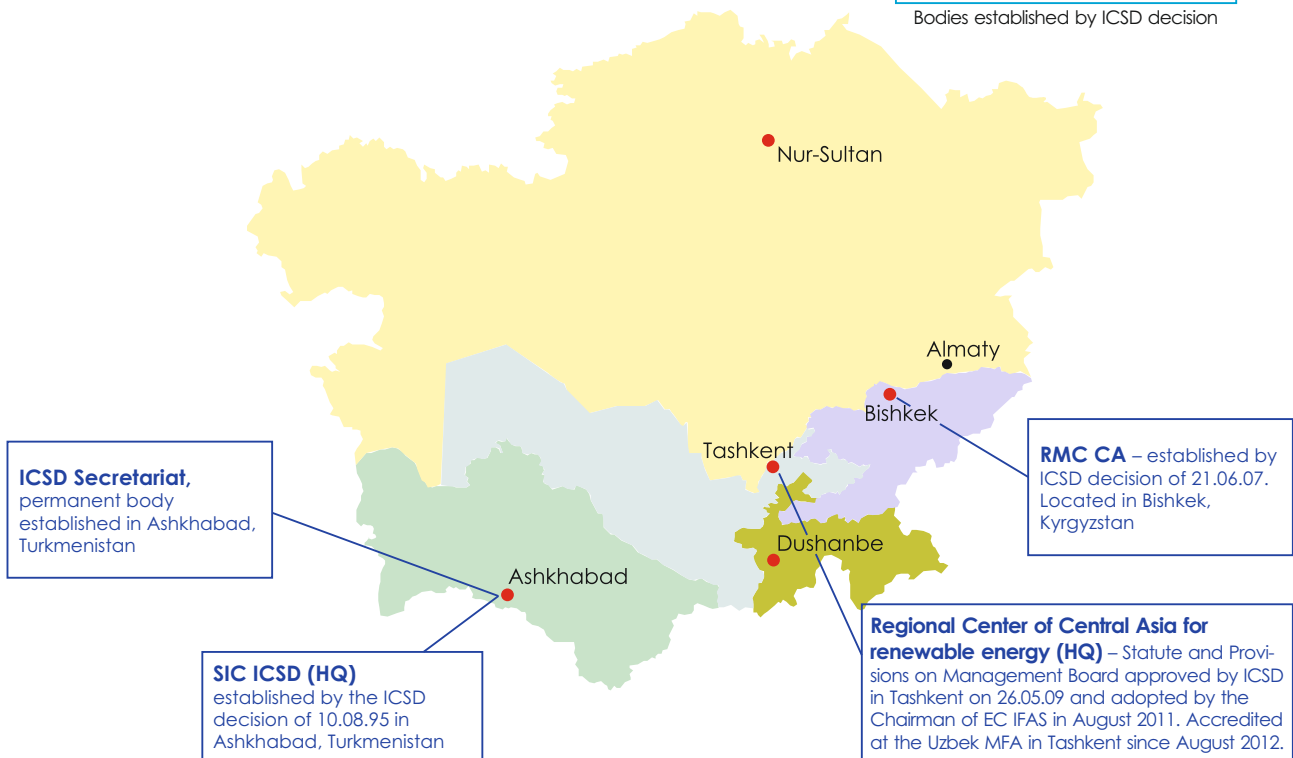 Bodies established by ICSD decision
Nur-Sultan
Almaty
Bishkek
Tashkent
Dushanbe
Ashkhabad
ICSD Secretariat,
permanent body
established in Ashkhabad,
Turkmenistan
RMC CA – established by
ICSD decision of 21.06.07.
Located in Bishkek,
Kyrgyzstan
SIC ICSD (HQ)
established by the ICSD
decision of 10.08.95 in
Ashkhabad, Turkmenistan
Regional Center of Central Asia for
renewable energy (HQ) – Statute and Provi-
sions on Management Board approved by ICSD
in Tashkent on 26.05.09 and adopted by the
Chairman of EC IFAS in August 2011. Accredited
at the Uzbek MFA in Tashkent since August 2012.